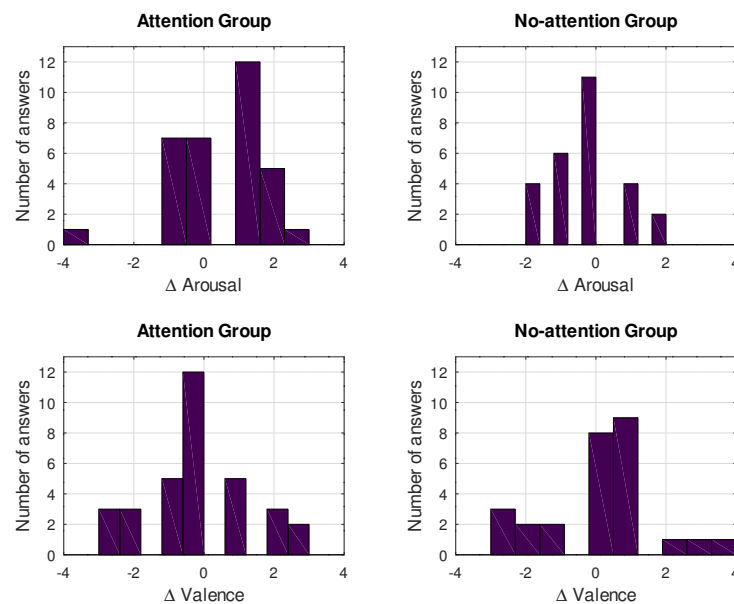 Attention Group
No-attention Group
Number of answers
12
10
8
6
4
2
0
-4 -2 0 2 4
Δ Arousal
Number of answers
12
10
8
6
4
2
0
-4 -2 0 2 4
Δ Arousal
Attention Group
No-attention Group
Number of answers
12
10
8
6
4
2
0
-4 -2 0 2 4
Δ Valence
Number of answers
12
10
8
6
4
2
0
-4 -2 0 2 4
Δ Valence